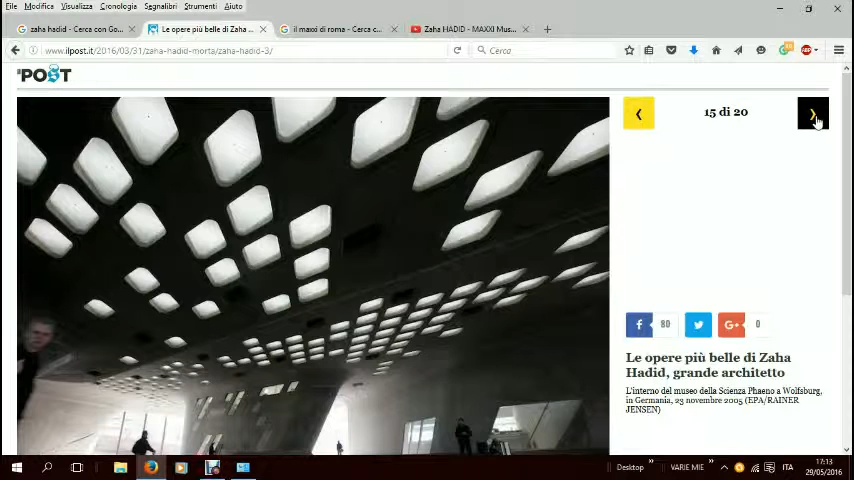 File Modifica Visualizza Cronologia Segnalibri Strumenti Aiuto
zaha hadid - Cerca con Go...
Le opere più belle di Zaha ...
il maxxi di roma - Cerca c...
Zaha HADID - MAXXI Mus...
www.ilpost.it/2016/03/31/zaha-hadid-morta/zaha-hadid-3/
Cerca
ABP
POST
15 di 20
80
0
Le opere più belle di Zaha
Hadid, grande architetto
L'interno del museo della Scienza Phaeno a Wolfsburg,
in Germania, 23 novembre 2005 (EPA/RAINER
JENSEN)
Desktop
VARIE MIE
ITA
17:13
29/05/2016